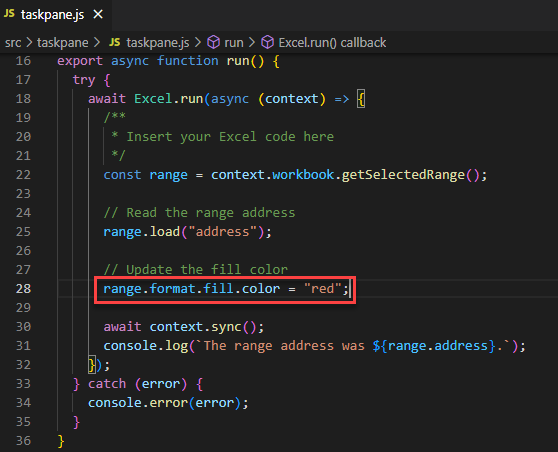 JS taskpane.js ×
src > taskpane > JS taskpane.js > run > Excel.run() callback
16 export async function run() {
17   try {
18     await Excel.run(async (context) => {
19       /**
20        * Insert your Excel code here
21        */
22       const range = context.workbook.getSelectedRange();
23
24       // Read the range address
25       range.load("address");
26
27       // Update the fill color
28       range.format.fill.color = "red";
29
30       await context.sync();
31       console.log(`The range address was ${range.address}.`);
32     });
33   } catch (error) {
34     console.error(error);
35   }
36 }